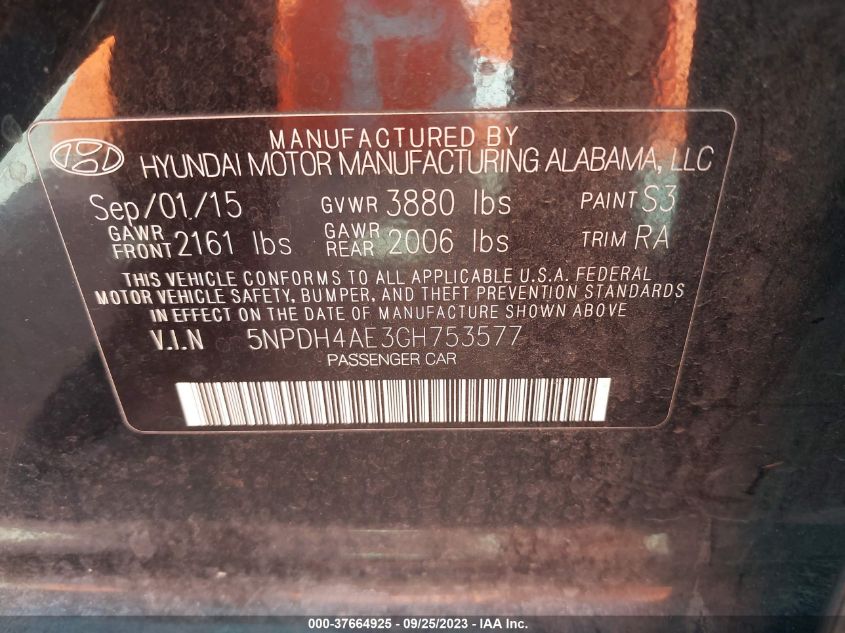 MANUFACTURED BY
HYUNDAI MOTOR MANUFACTURING ALABAMA, LLC
Sep/01/15 GVWR 3880 lbs PAINT S3
GAWR FRONT 2161 lbs GAWR REAR 2006 lbs TRIM RA
THIS VEHICLE CONFORMS TO ALL APPLICABLE U.S.A. FEDERAL
MOTOR VEHICLE SAFETY, BUMPER, AND THEFT PREVENTION STANDARDS
IN EFFECT ON THE DATE OF MANUFACTURE SHOWN ABOVE
V.I.N 5NPDH4AE3GH753577
PASSENGER CAR
000-37664925 - 09/25/2023 - IAA Inc.